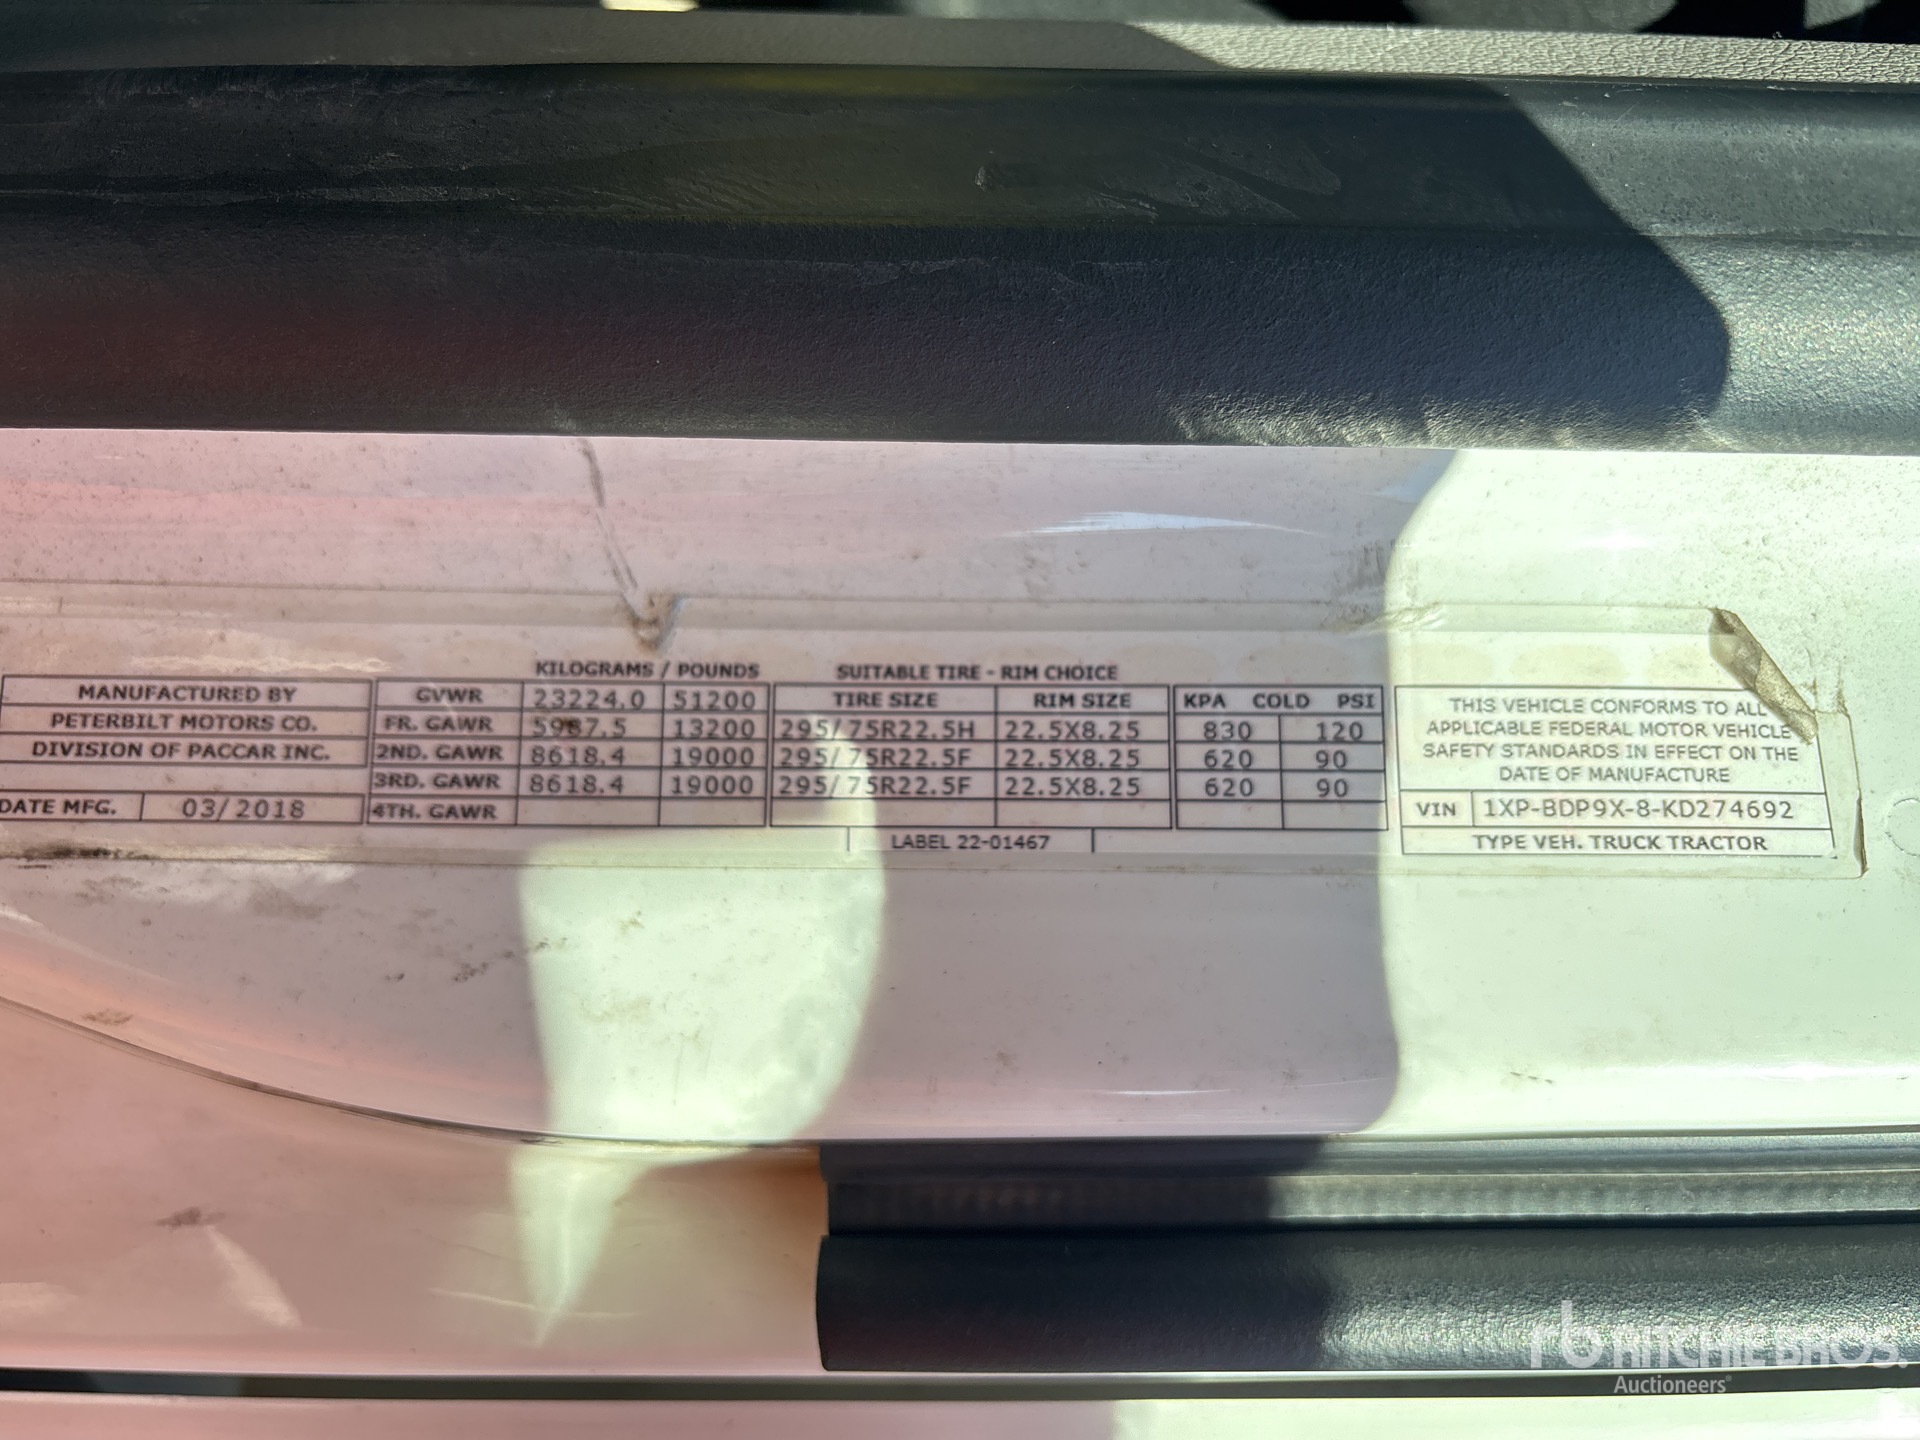 KILOGRAMS / POUNDS SUITABLE TIRE - RIM CHOICE
MANUFACTURED BY GVWR 23224.0 51200 TIRE SIZE RIM SIZE KPA COLD PSI
PETERBILT MOTORS CO. FR. GAWR 5987.5 13200 295/75R22.5H 22.5X8.25 830 120
DIVISION OF PACCAR INC. 2ND. GAWR 8618.4 19000 295/75R22.5F 22.5X8.25 620 90
3RD. GAWR 8618.4 19000 295/75R22.5F 22.5X8.25 620 90
DATE MFG. 03/2018 4TH. GAWR
LABEL 22-01467
THIS VEHICLE CONFORMS TO ALL
APPLICABLE FEDERAL MOTOR VEHICLE
SAFETY STANDARDS IN EFFECT ON THE
DATE OF MANUFACTURE
VIN 1XP-BDP9X-8-KD274692
TYPE VEH. TRUCK TRACTOR
rb RITCHIE BROS.
Auctioneers®